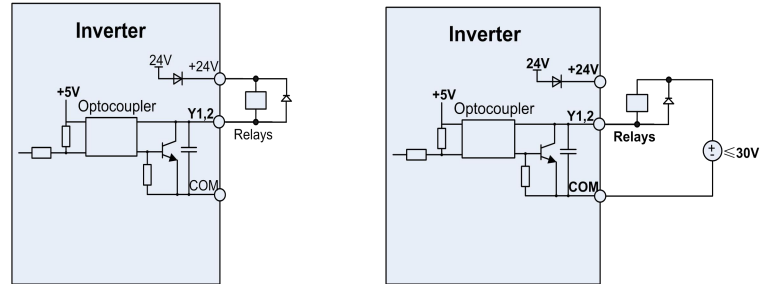 Inverter
24V
+24V
+5V
Optocoupler
Y1,2
Relays
COM
Inverter
24V
+24V
+5V
Optocoupler
Y1,2
Relays
+
-
≤30V
COM